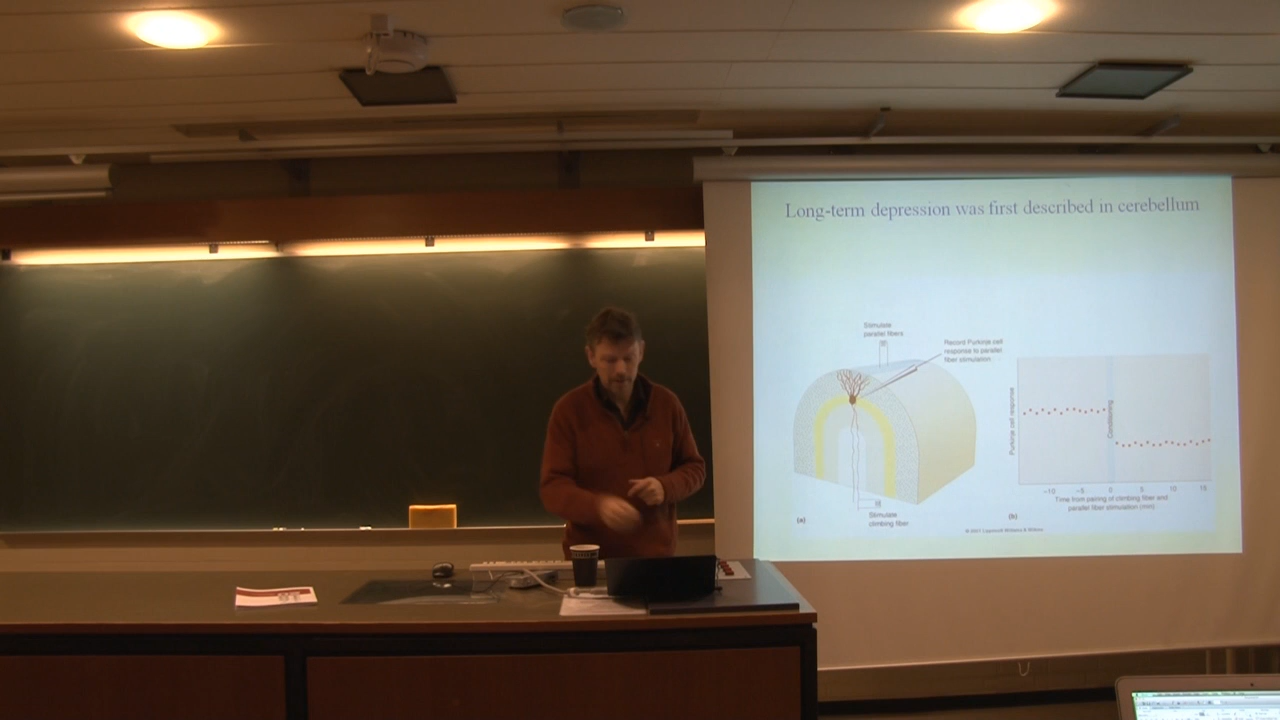 Long-term depression was first described in cerebellum
Stimulate
parallel fibers
Record Purkinje cell
response to parallel
fiber stimulation
Stimulate
climbing fiber
(a)
Purkinje cell response
Conditioning
−10 −5 0 5 10 15
Time from pairing of climbing fiber and
parallel fiber stimulation (min)
(b)